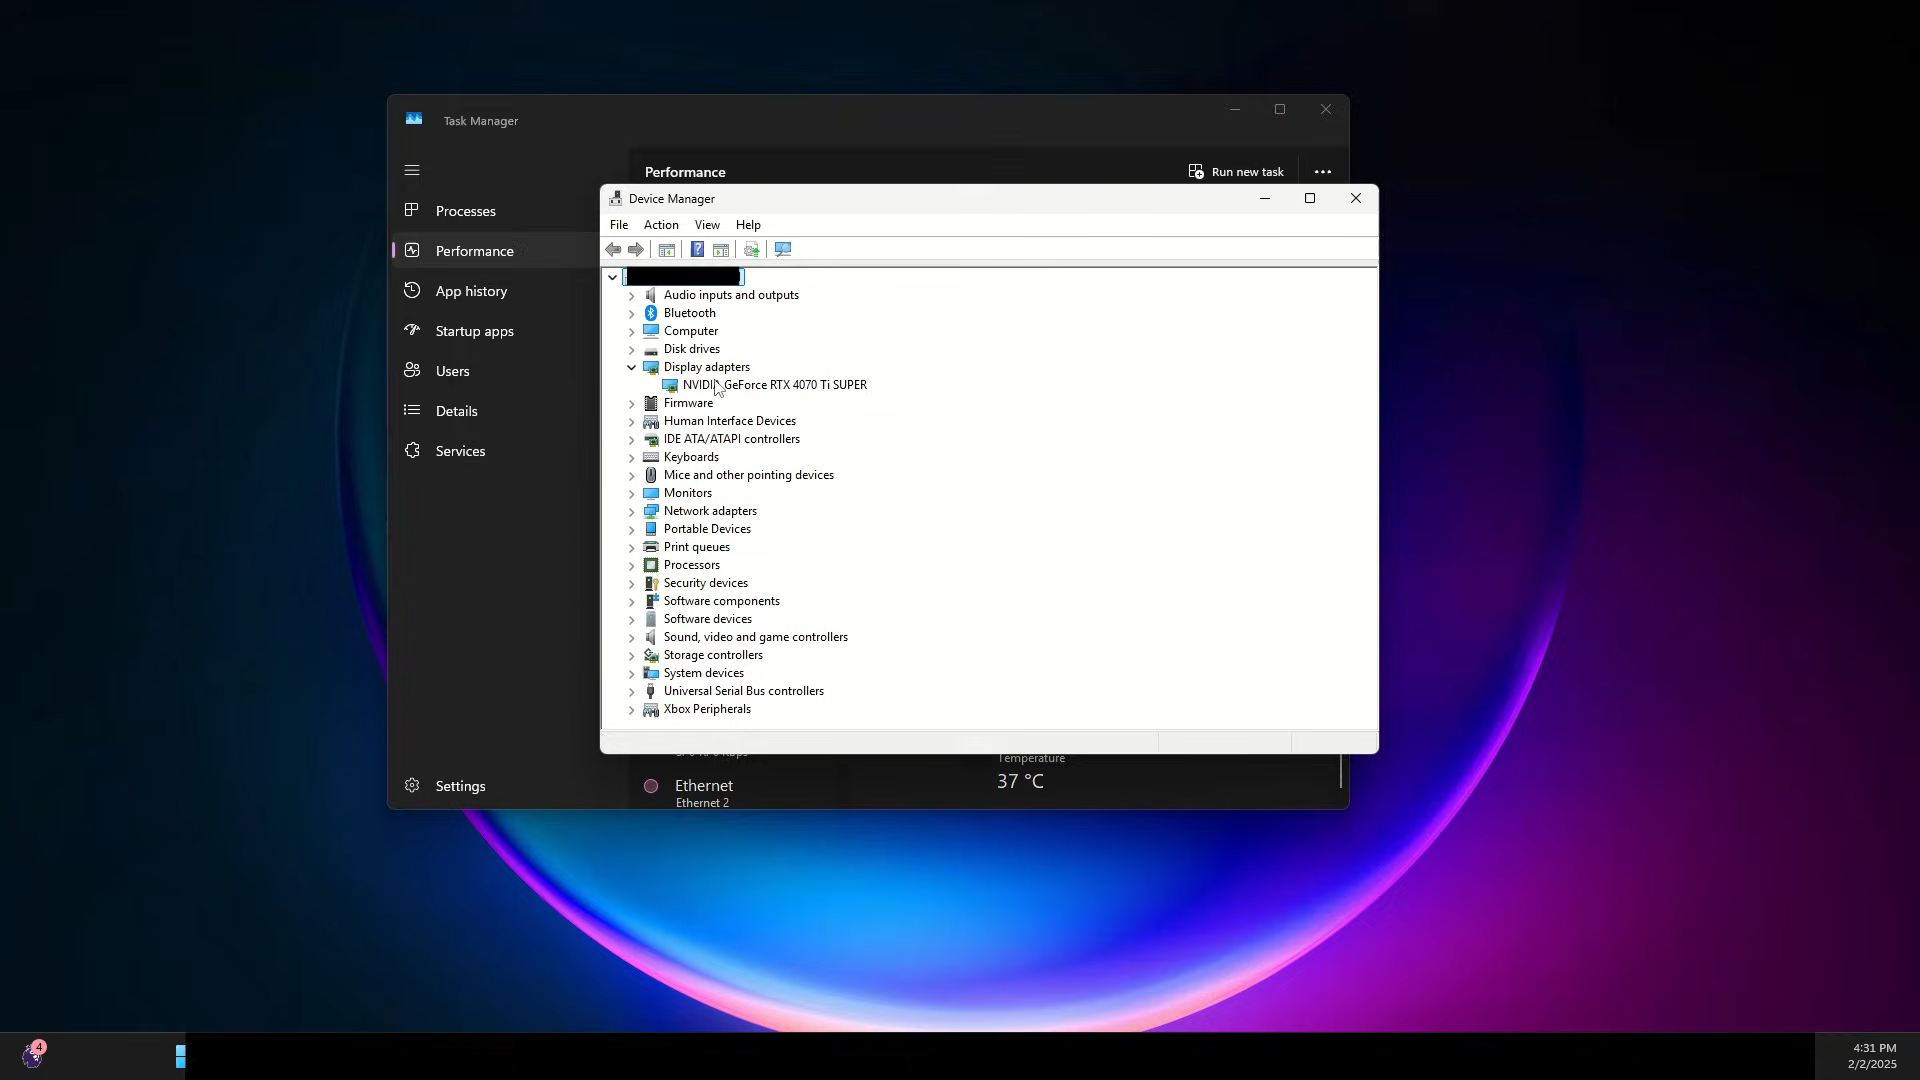 Task Manager
Performance
Run new task
Processes
Performance
App history
Startup apps
Users
Details
Services
Settings
Device Manager
File Action View Help
Audio inputs and outputs
Bluetooth
Computer
Disk drives
Display adapters
NVIDIA GeForce RTX 4070 Ti SUPER
Firmware
Human Interface Devices
IDE ATA/ATAPI controllers
Keyboards
Mice and other pointing devices
Monitors
Network adapters
Portable Devices
Print queues
Processors
Security devices
Software components
Software devices
Sound, video and game controllers
Storage controllers
System devices
Universal Serial Bus controllers
Xbox Peripherals
Temperature
37 °C
Ethernet
Ethernet 2
4
4:31 PM
2/2/2025